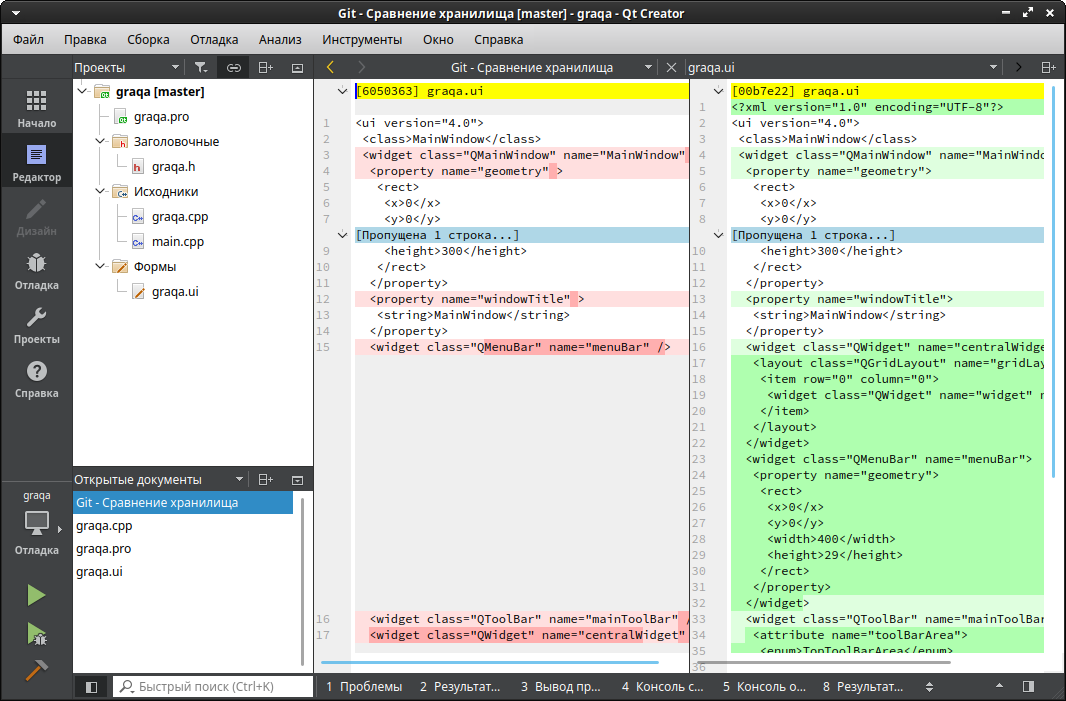 Git - Сравнение хранилища [master] - graqa - Qt Creator
Файл Правка Сборка Отладка Анализ Инструменты Окно Справка
Проекты
Git - Сравнение хранилища
graqa.ui
Начало
Редактор
Дизайн
Отладка
Проекты
Справка
graqa
Отладка
graqa [master]
graqa.pro
Заголовочные
graqa.h
Исходники
graqa.cpp
main.cpp
Формы
graqa.ui
Открытые документы
Git - Сравнение хранилища
graqa.cpp
graqa.pro
graqa.ui
[6050363] graqa.ui
1 <ui version="4.0">
2 <class>MainWindow</class>
3 <widget class="QMainWindow" name="MainWindow"
4 <property name="geometry" >
5 <rect>
6 <x>0</x>
7 <y>0</y>
[Пропущена 1 строка...]
9 <height>300</height>
10 </rect>
11 </property>
12 <property name="windowTitle" >
13 <string>MainWindow</string>
14 </property>
15 <widget class="QMenuBar" name="menuBar" />
16 <widget class="QToolBar" name="mainToolBar" /
17 <widget class="QWidget" name="centralWidget"
[00b7e22] graqa.ui
1 <?xml version="1.0" encoding="UTF-8"?>
2 <ui version="4.0">
3 <class>MainWindow</class>
4 <widget class="QMainWindow" name="MainWindo
5 <property name="geometry">
6 <rect>
7 <x>0</x>
8 <y>0</y>
[Пропущена 1 строка...]
10 <height>300</height>
11 </rect>
12 </property>
13 <property name="windowTitle">
14 <string>MainWindow</string>
15 </property>
16 <widget class="QWidget" name="centralWidge
17 <layout class="QGridLayout" name="gridLay
18 <item row="0" column="0">
19 <widget class="QWidget" name="widget" n
20 </item>
21 </layout>
22 </widget>
23 <widget class="QMenuBar" name="menuBar">
24 <property name="geometry">
25 <rect>
26 <x>0</x>
27 <y>0</y>
28 <width>400</width>
29 <height>29</height>
30 </rect>
31 </property>
32 </widget>
33 <widget class="QToolBar" name="mainToolBar
34 <attribute name="toolBarArea">
35 <enum>TopToolBarArea</enum>
36
Быстрый поиск (Ctrl+K)
1 Проблемы 2 Результат... 3 Вывод пр... 4 Консоль с... 5 Консоль о... 8 Результат...